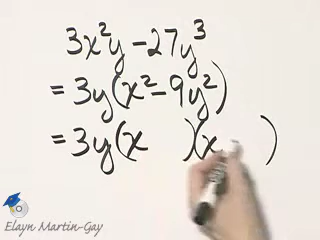 3x²y - 27y³
= 3y(x² - 9y²)
= 3y(x )(x )
Elayn Martin-Gay